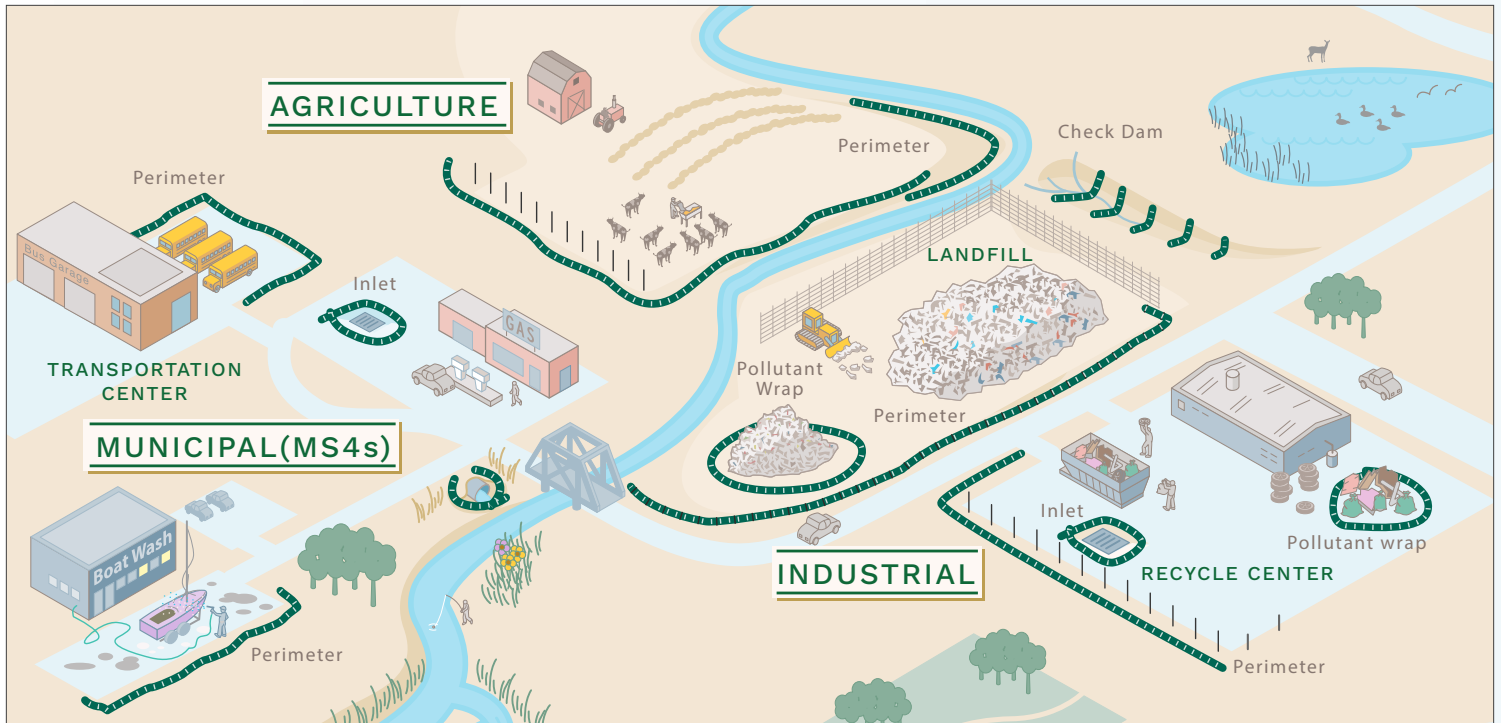 AGRICULTURE
Perimeter
Check Dam
Perimeter
Bus Garage
Inlet
GAS
LANDFILL
TRANSPORTATION
CENTER
Pollutant
Wrap
Perimeter
MUNICIPAL(MS4s)
Boat Wash
Inlet
Pollutant wrap
INDUSTRIAL
RECYCLE CENTER
Perimeter
Perimeter